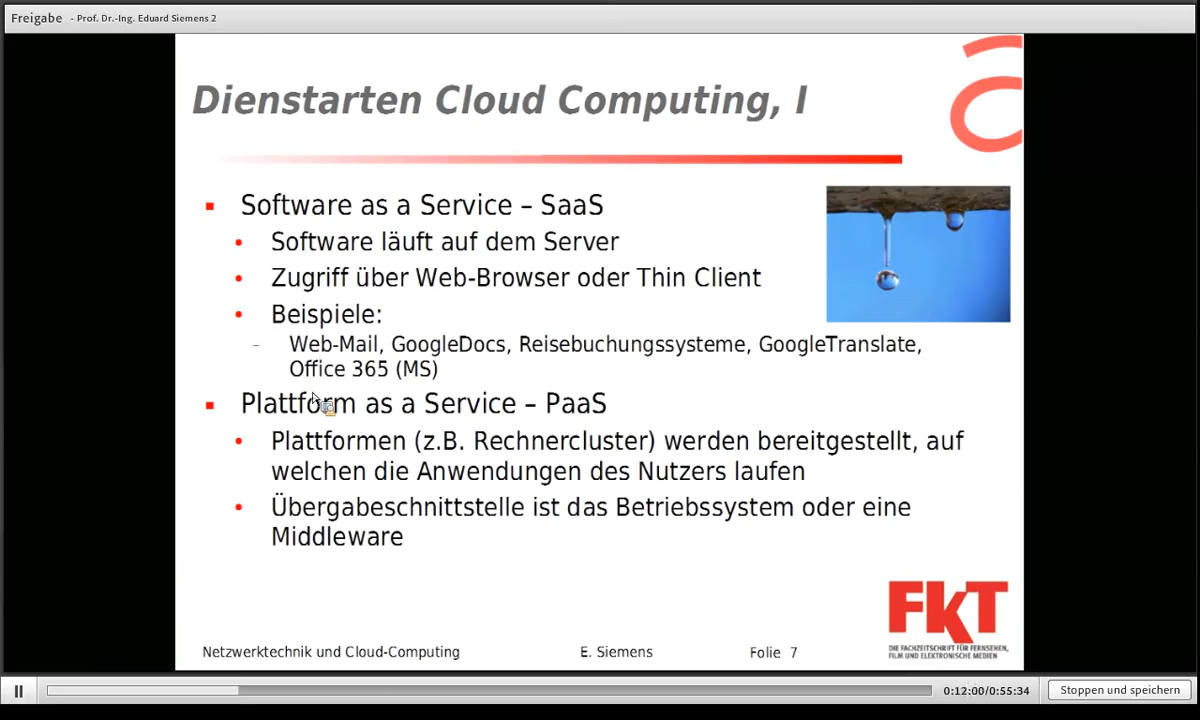 Freigabe - Prof. Dr.-Ing. Eduard Siemens 2
Dienstarten Cloud Computing, I
Software as a Service – SaaS
Software läuft auf dem Server
Zugriff über Web-Browser oder Thin Client
Beispiele:
Web-Mail, GoogleDocs, Reisebuchungssysteme, GoogleTranslate,
Office 365 (MS)
Plattform as a Service – PaaS
Plattformen (z.B. Rechnercluster) werden bereitgestellt, auf
welchen die Anwendungen des Nutzers laufen
Übergabeschnittstelle ist das Betriebssystem oder eine
Middleware
FKT
DIE FACHZEITSCHRIFT FÜR FERNSEHEN,
FILM UND ELEKTRONISCHE MEDIEN
Netzwerktechnik und Cloud-Computing E. Siemens Folie 7
0:12:00/0:55:34 Stoppen und speichern